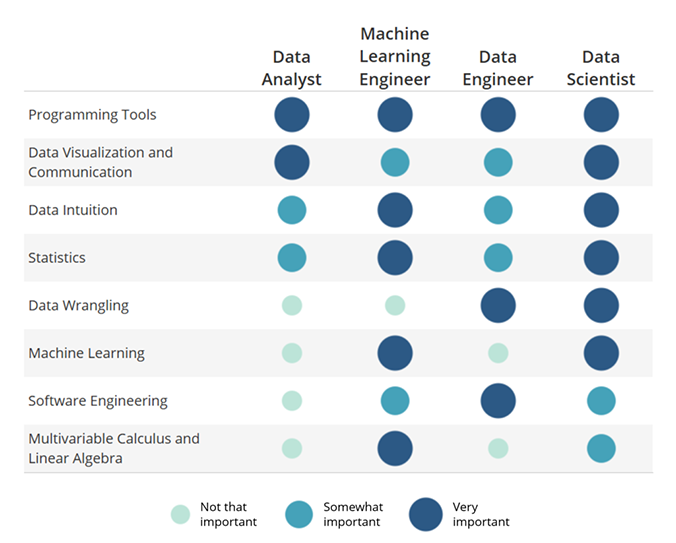 Data
Analyst
Machine
Learning
Engineer
Data
Engineer
Data
Scientist
Programming Tools
Data Visualization and
Communication
Data Intuition
Statistics
Data Wrangling
Machine Learning
Software Engineering
Multivariable Calculus and
Linear Algebra
Not that
important
Somewhat
important
Very
important